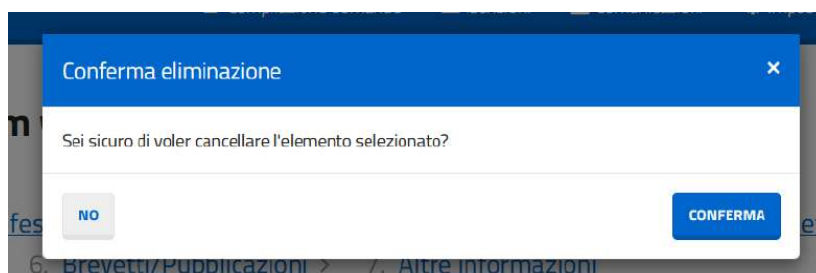 Conferma eliminazione ×
Sei sicuro di voler cancellare l'elemento selezionato?
NO CONFERMA
6. Brevetti/Pubblicazioni > 7. Altre informazioni